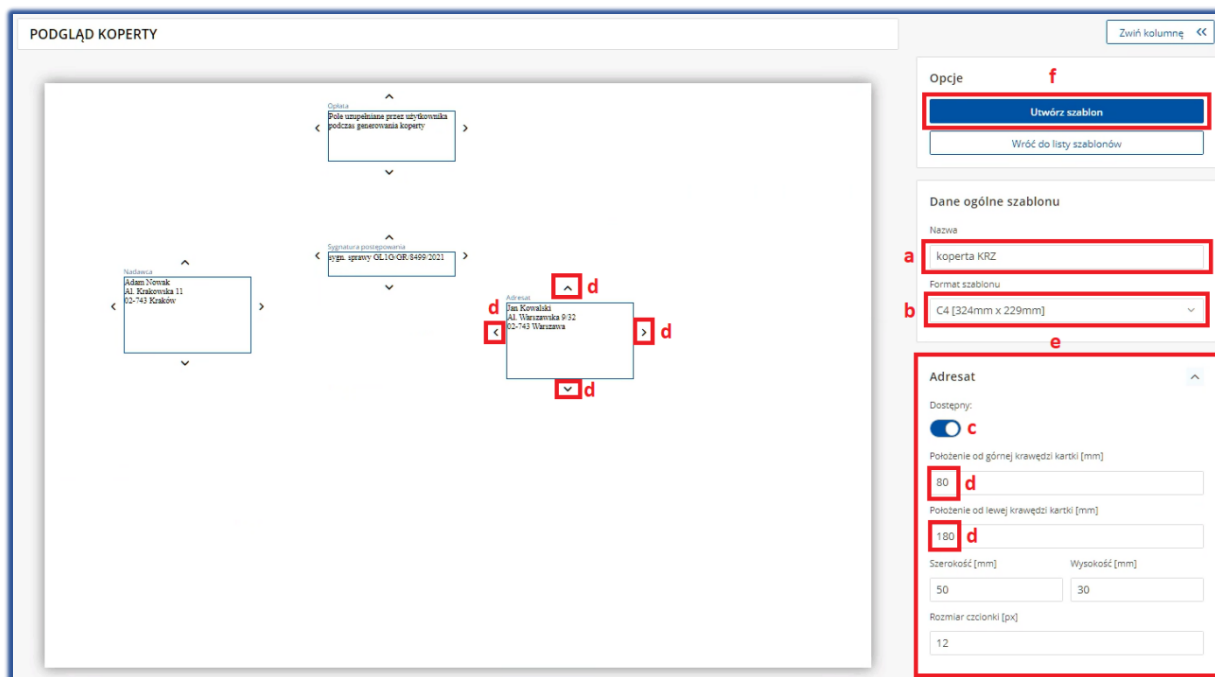 PODGLĄD KOPERTY
Zwiń kolumnę
Opłata
Pole uzupełniane przez użytkownika
podczas generowania koperty
Sygnatura postępowania
sygn. sprawy GL1G/GR/8499/2021
Nadawca
Adam Nowak
Al. Krakowska 11
02-743 Kraków
Adresat
Jan Kowalski
Al. Warszawska 9/32
02-743 Warszawa
d
d
d
d
Opcje
f
Utwórz szablon
Wróć do listy szablonów
Dane ogólne szablonu
Nazwa
a koperta KRZ
Format szablonu
b C4 [324mm x 229mm]
e
Adresat
Dostępny:
c
Położenie od górnej krawędzi kartki [mm]
80 d
Położenie od lewej krawędzi kartki [mm]
180 d
Szerokość [mm] Wysokość [mm]
50 30
Rozmiar czcionki [px]
12